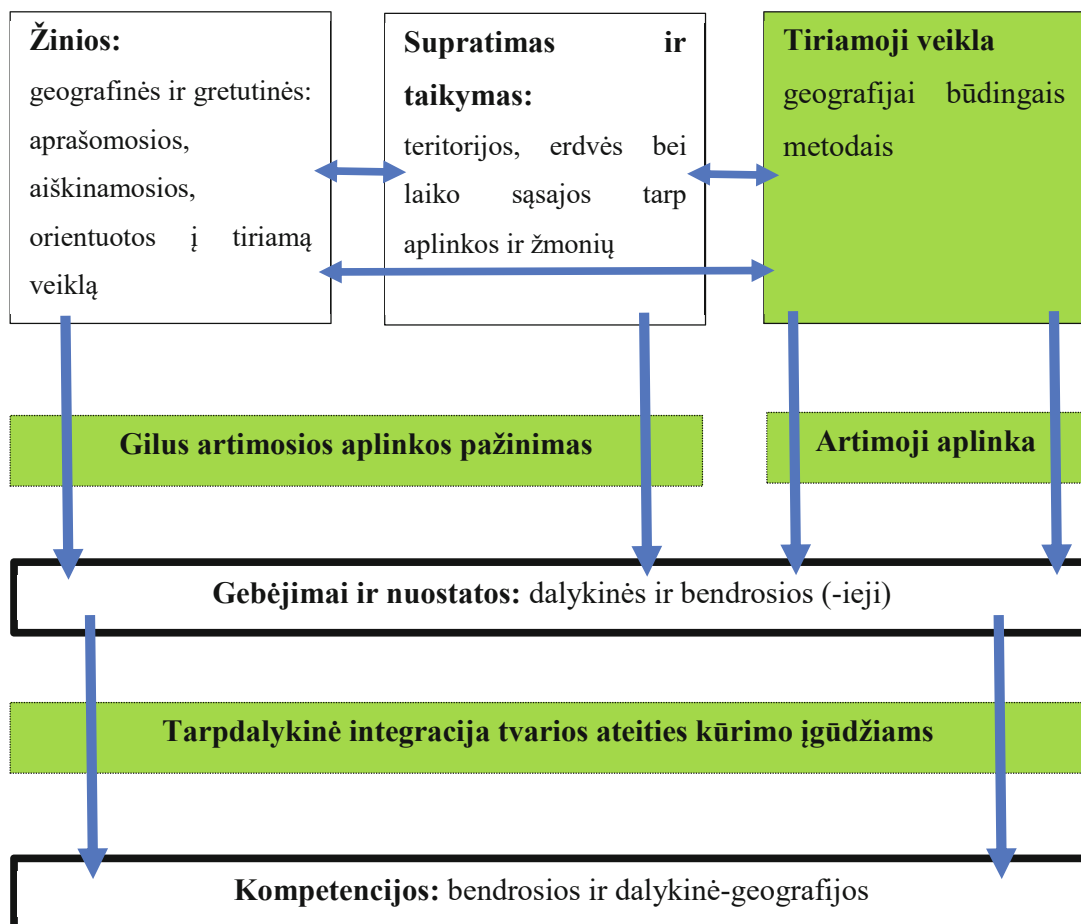 Žinios:
geografinės ir gretutinės:
aprašomosios,
aiškinamosios,
orientuotos į tiriamą
veiklą
Supratimas ir
taikymas:
teritorijos, erdvės bei
laiko sąsajos tarp
aplinkos ir žmonių
Tiriamoji veikla
geografijai būdingais
metodais
Gilus artimosios aplinkos pažinimas
Artimoji aplinka
Gebėjimai ir nuostatos: dalykinės ir bendrosios (-ieji)
Tarpdalykinė integracija tvarios ateities kūrimo įgūdžiams
Kompetencijos: bendrosios ir dalykinė-geografijos